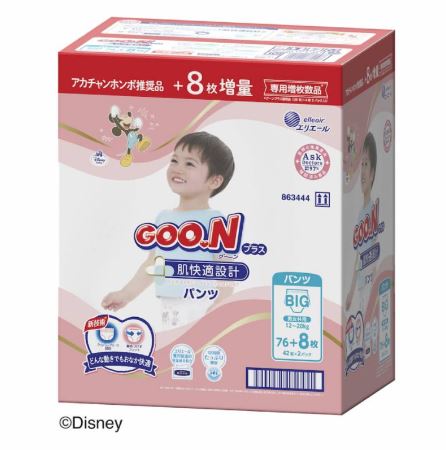 アカチャンホンポ推奨品 +8枚増量
専用増枚数品
elleair
エリエール
Ask
Doctors
863444
GOO.N
グーン
プラス
肌快適設計
パンツ
パンツ
BIG
12~20kg
76+8枚
42枚×2パック
新技術
どんな動きでもおなか快適
©Disney